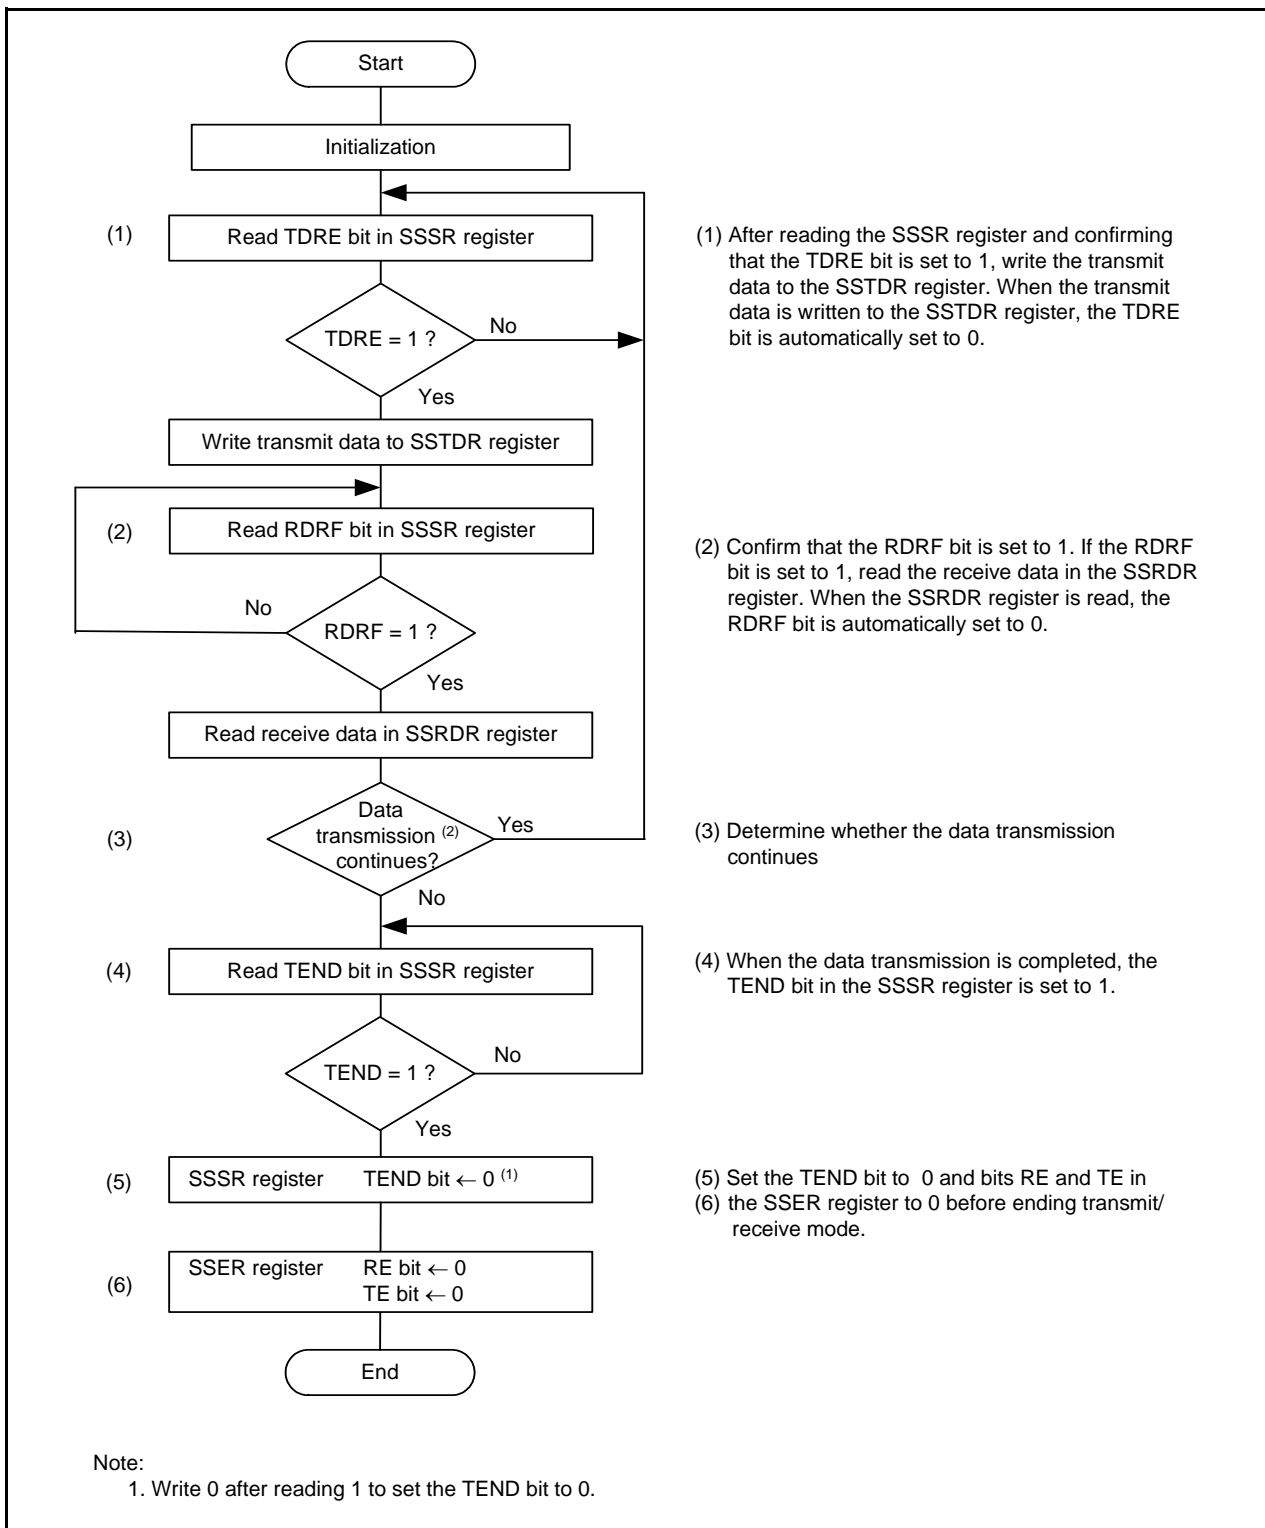 Start
Initialization
(1)
Read TDRE bit in SSSR register
(1) After reading the SSSR register and confirming
that the TDRE bit is set to 1, write the transmit
data to the SSTDR register. When the transmit
data is written to the SSTDR register, the TDRE
bit is automatically set to 0.
TDRE = 1 ?
No
Yes
Write transmit data to SSTDR register
(2)
Read RDRF bit in SSSR register
(2) Confirm that the RDRF bit is set to 1. If the RDRF
bit is set to 1, read the receive data in the SSRDR
register. When the SSRDR register is read, the
RDRF bit is automatically set to 0.
No
RDRF = 1 ?
Yes
Read receive data in SSRDR register
(3)
Data
transmission (2)
continues?
Yes
(3) Determine whether the data transmission
continues
No
(4)
Read TEND bit in SSSR register
(4) When the data transmission is completed, the
TEND bit in the SSSR register is set to 1.
TEND = 1 ?
No
Yes
(5)
SSSR register TEND bit ← 0 (1)
(5) Set the TEND bit to 0 and bits RE and TE in
(6) the SSER register to 0 before ending transmit/
receive mode.
(6)
SSER register RE bit ← 0
TE bit ← 0
End
Note:
1. Write 0 after reading 1 to set the TEND bit to 0.